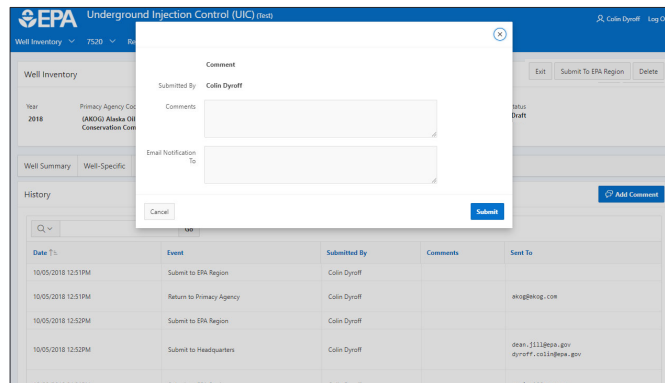 EPA Underground Injection Control (UIC) (Test)
Colin Dyroff Log O
Well Inventory 7520 Re
Comment
Submitted By Colin Dyroff
Comments
Email Notification
To
Cancel Submit
Well Inventory
Exit Submit To EPA Region Delete
Year Primacy Agency Coc
2018 (AKOG) Alaska Oil
Conservation Com
tatus
Draft
Well Summary Well-Specific
History
Add Comment
Go
Date Event Submitted By Comments Sent To
10/05/2018 12:51PM Submit to EPA Region Colin Dyroff
10/05/2018 12:51PM Return to Primacy Agency Colin Dyroff akog@akog.com
10/05/2018 12:52PM Submit to EPA Region Colin Dyroff
10/05/2018 12:52PM Submit to Headquarters Colin Dyroff dean.jill@epa.gov
dyroff.colin@epa.gov